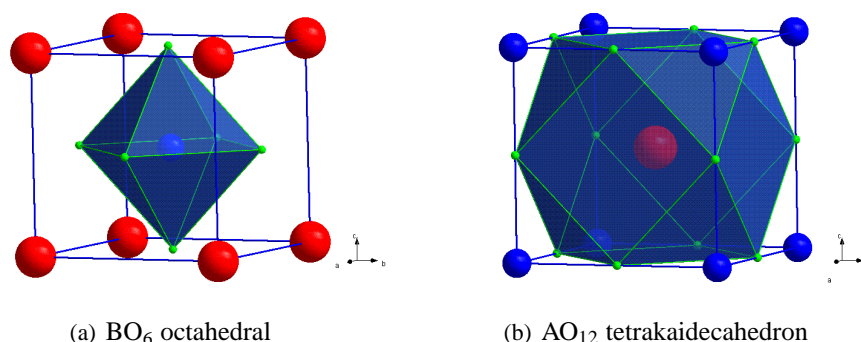 c
a
b
c
a
(a) BO₆ octahedral
(b) AO₁₂ tetrakaidecahedron